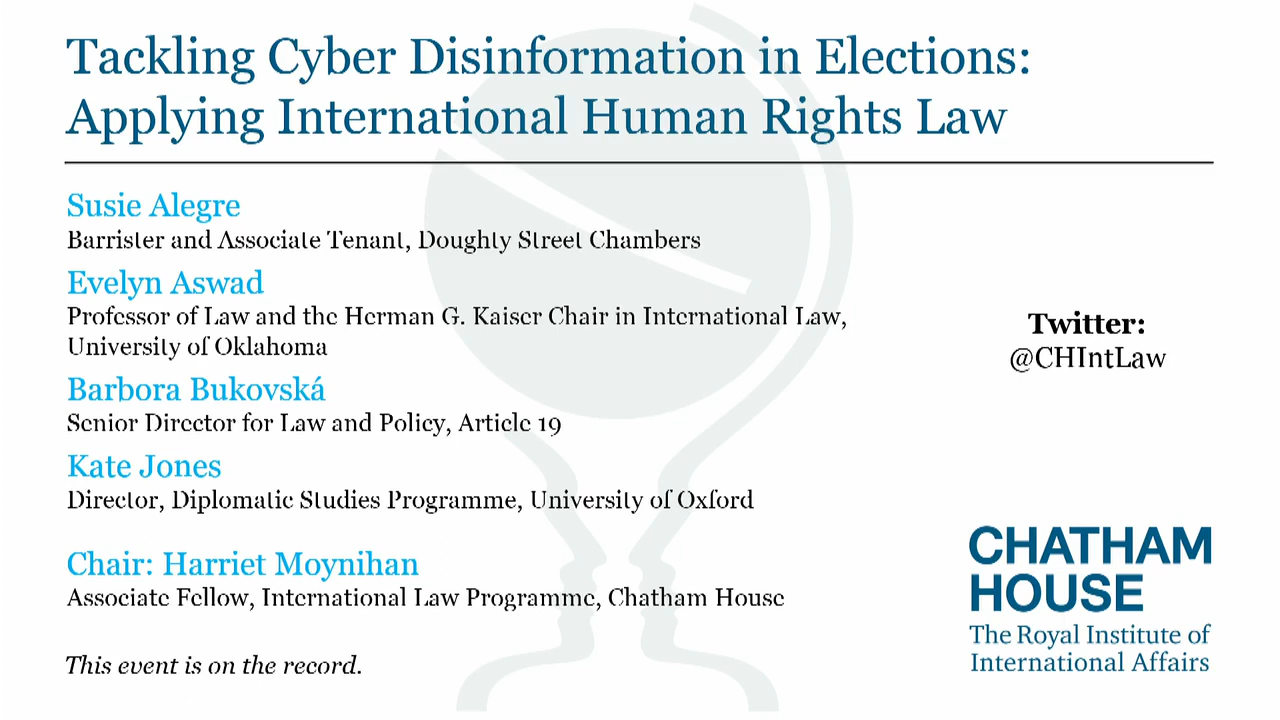 Tackling Cyber Disinformation in Elections:
Applying International Human Rights Law
Susie Alegre
Barrister and Associate Tenant, Doughty Street Chambers
Evelyn Aswad
Professor of Law and the Herman G. Kaiser Chair in International Law,
University of Oklahoma
Barbora Bukovská
Senior Director for Law and Policy, Article 19
Kate Jones
Director, Diplomatic Studies Programme, University of Oxford
Chair: Harriet Moynihan
Associate Fellow, International Law Programme, Chatham House
This event is on the record.
Twitter:
@CHIntLaw
CHATHAM
HOUSE
The Royal Institute of
International Affairs